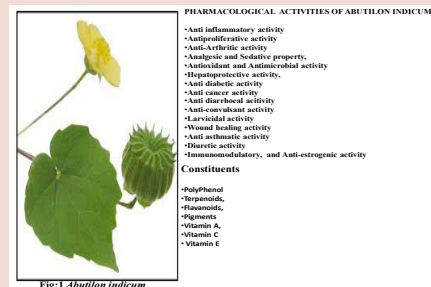 PHARMACOLOGICAL ACTIVITIES OF ABUTILON INDICUM
•Anti inflammatory activity
•Antiproliferative activity
•Anti-Arthritic activity
•Analgesic and Sedative property,
•Antioxidant and Antimicrobial activity
•Hepatoprotective activity,
•Anti diabetic activity
•Anti cancer activity
•Anti diarrhoeal acitivity
•Anti-convulsant activity
•Larvicidal activity
•Wound healing activity
•Anti asthmatic activity
•Diuretic activity
•Immunomodulatory, and Anti-estrogenic activity
Constituents
•PolyPhenol
•Terpenoids,
•Flavanoids,
•Pigments
•Vitamin A,
•Vitamin C
• Vitamin E
Fig:1 Abutilon indicum